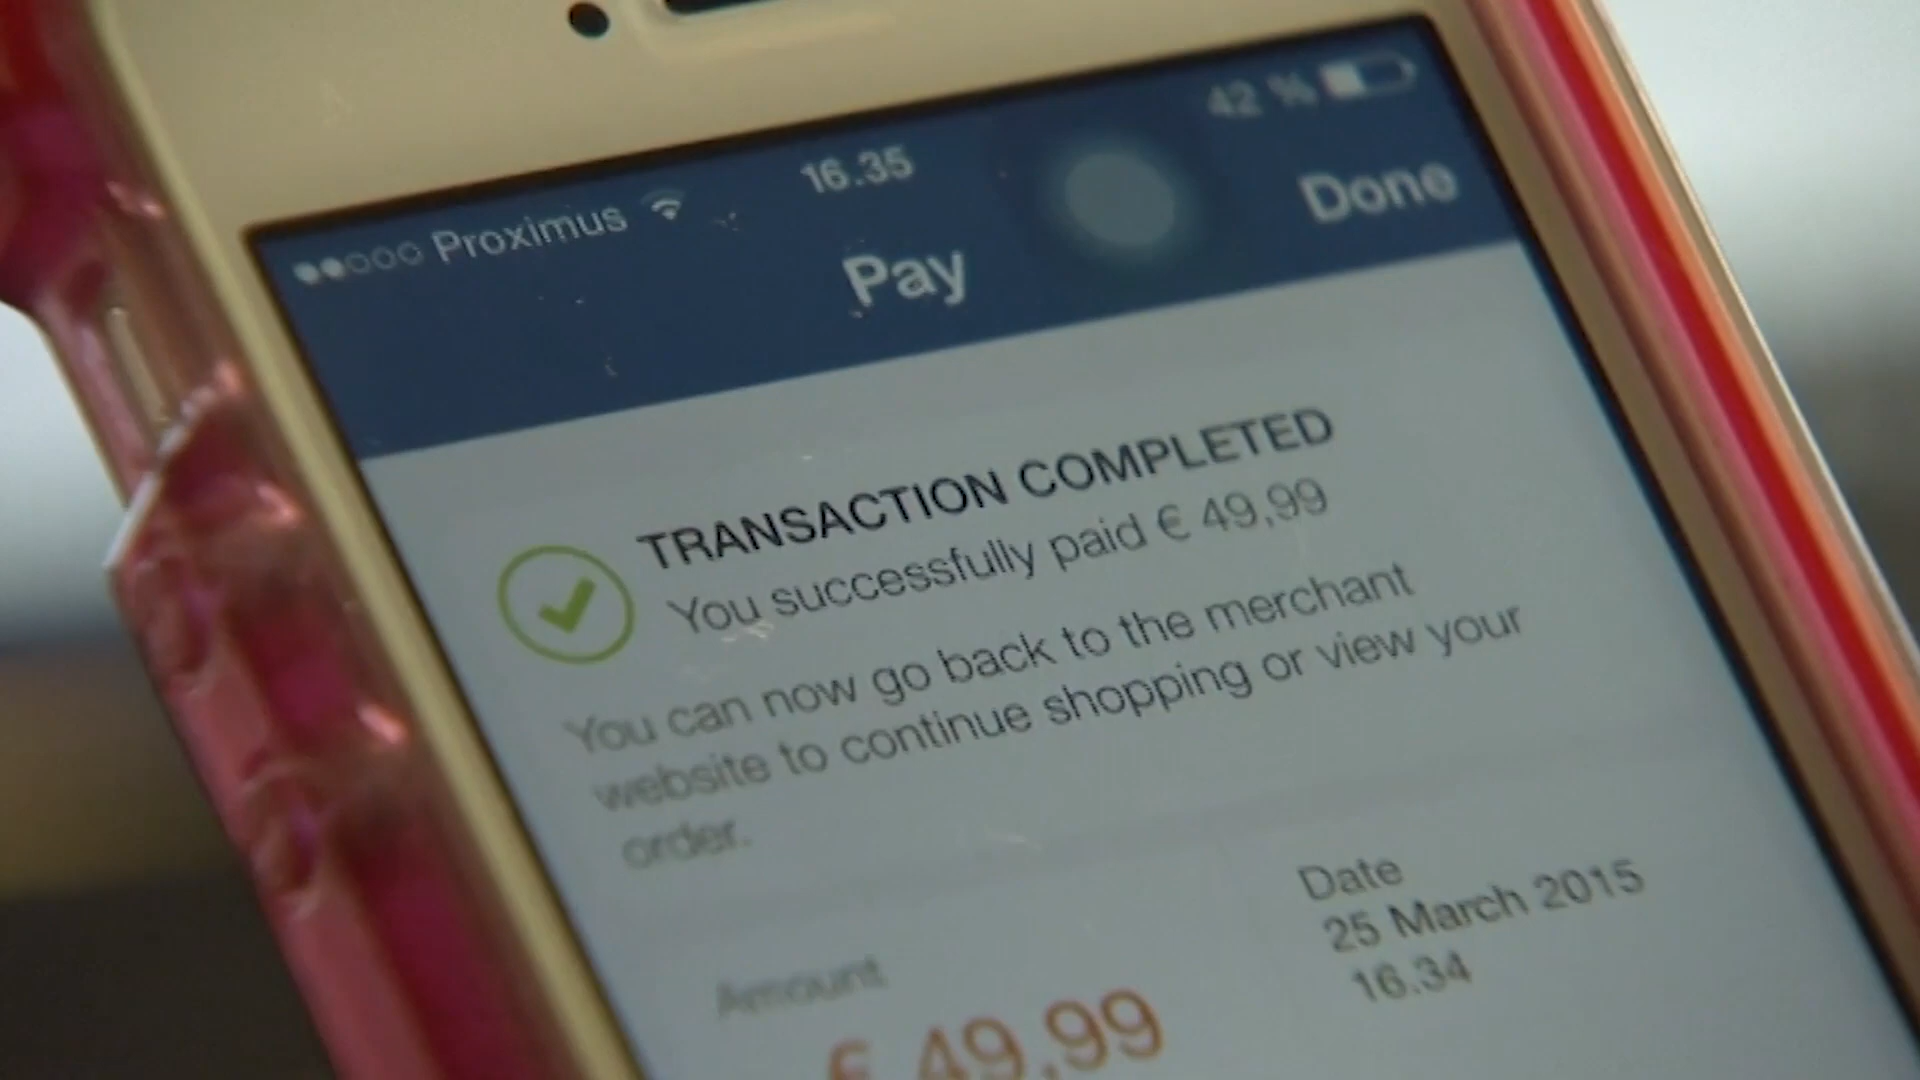 42 %
16.35
Proximus
Done
Pay
TRANSACTION COMPLETED
You successfully paid € 49,99
You can now go back to the merchant
website to continue shopping or view your
order.
Date
25 March 2015
16.34
Amount
€ 49,99